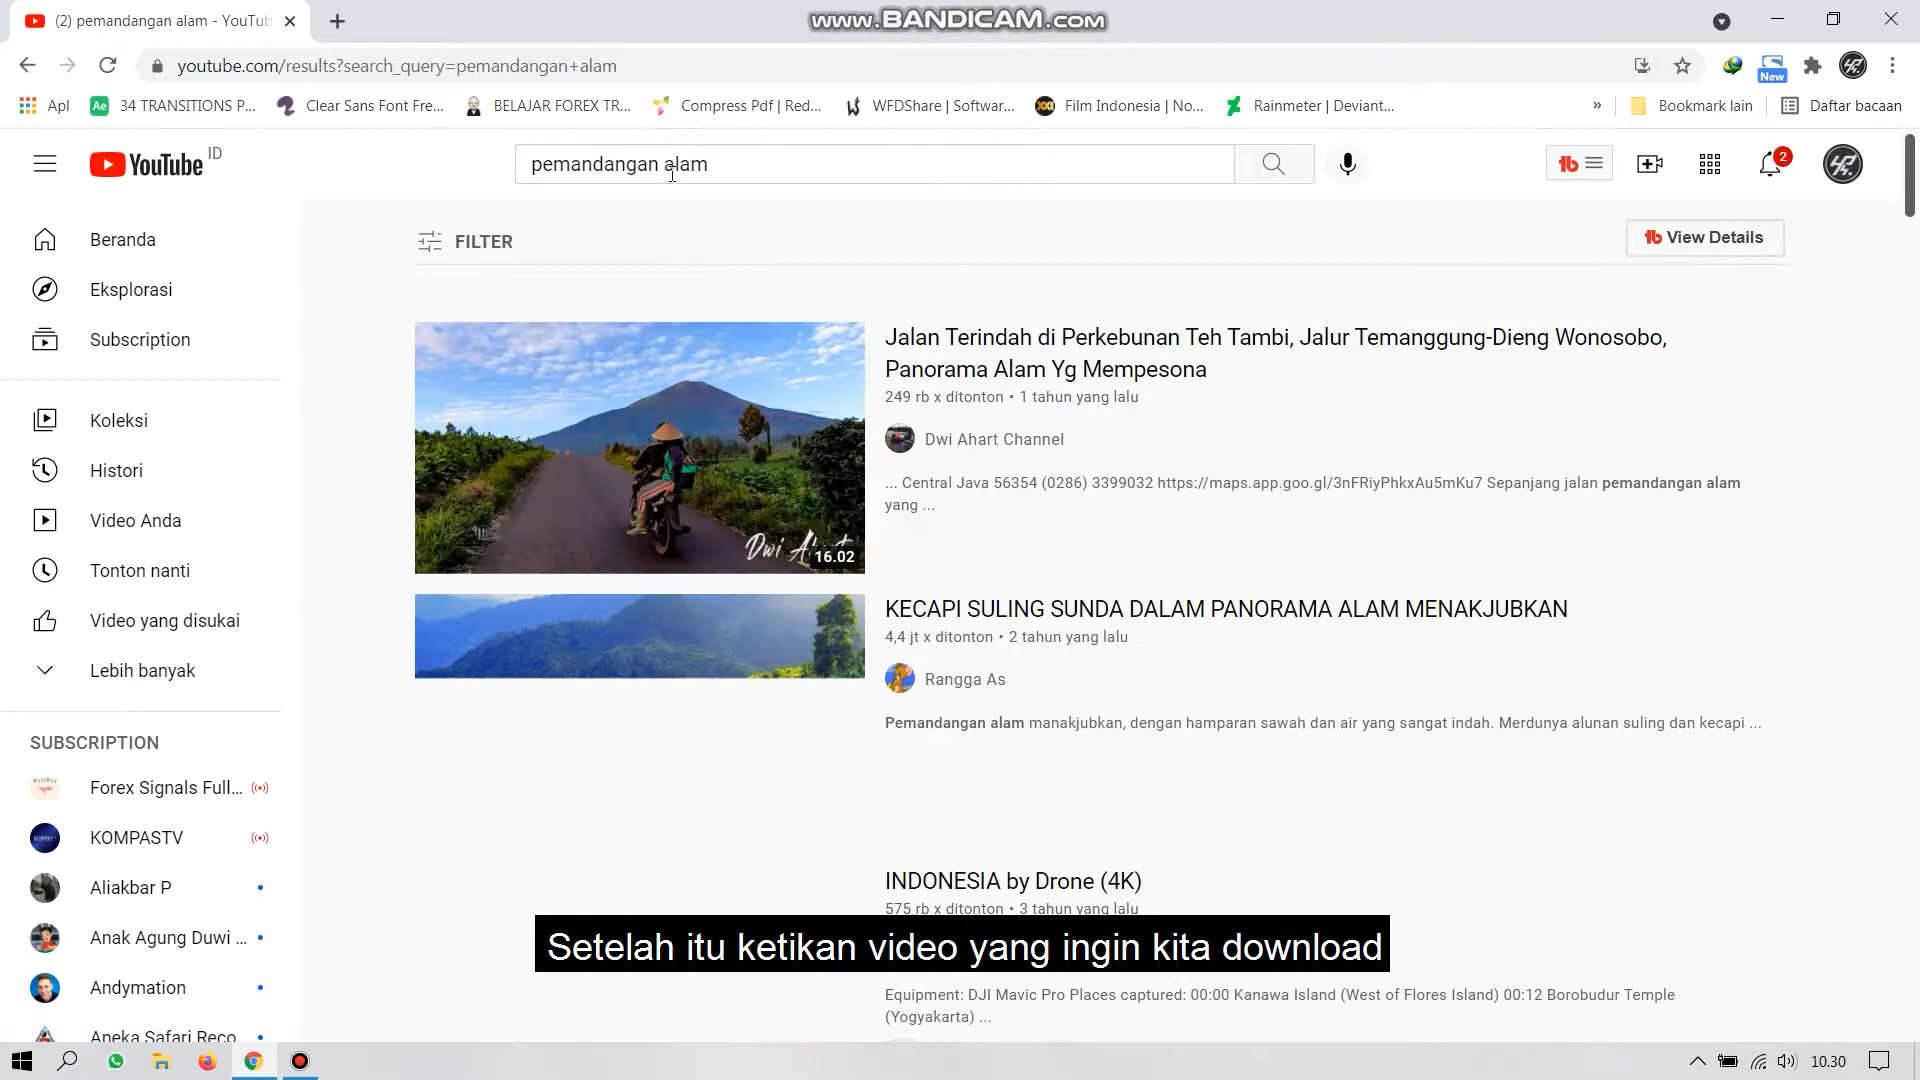 (2) pemandangan alam - YouTub
www.BANDICAM.com
youtube.com/results?search_query=pemandangan+alam
New
Apl
Ae
34 TRANSITIONS P...
Clear Sans Font Fre...
BELAJAR FOREX TR...
Compress Pdf | Red...
WFDShare | Softwar...
Film Indonesia | No...
Rainmeter | Deviant...
»
Bookmark lain
Daftar bacaan
YouTube ID
pemandangan alam
2
Beranda
Eksplorasi
Subscription
Koleksi
Histori
Video Anda
Tonton nanti
Video yang disukai
Lebih banyak
SUBSCRIPTION
Forex Signals Full...
KOMPASTV
Aliakbar P
Anak Agung Duwi ...
Andymation
Aneka Safari Reco
FILTER
View Details
Jalan Terindah di Perkebunan Teh Tambi, Jalur Temanggung-Dieng Wonosobo,
Panorama Alam Yg Mempesona
249 rb x ditonton • 1 tahun yang lalu
Dwi Ahart Channel
... Central Java 56354 (0286) 3399032 https://maps.app.goo.gl/3nFRiyPhkxAu5mKu7 Sepanjang jalan pemandangan alam
yang ...
Dwi
16.02
KECAPI SULING SUNDA DALAM PANORAMA ALAM MENAKJUBKAN
4,4 jt x ditonton • 2 tahun yang lalu
Rangga As
Pemandangan alam manakjubkan, dengan hamparan sawah dan air yang sangat indah. Merdunya alunan suling dan kecapi ...
INDONESIA by Drone (4K)
575 rb x ditonton • 3 tahun yang lalu
Setelah itu ketikan video yang ingin kita download
Equipment: DJI Mavic Pro Places captured: 00:00 Kanawa Island (West of Flores Island) 00:12 Borobudur Temple
(Yogyakarta) ...
10.30